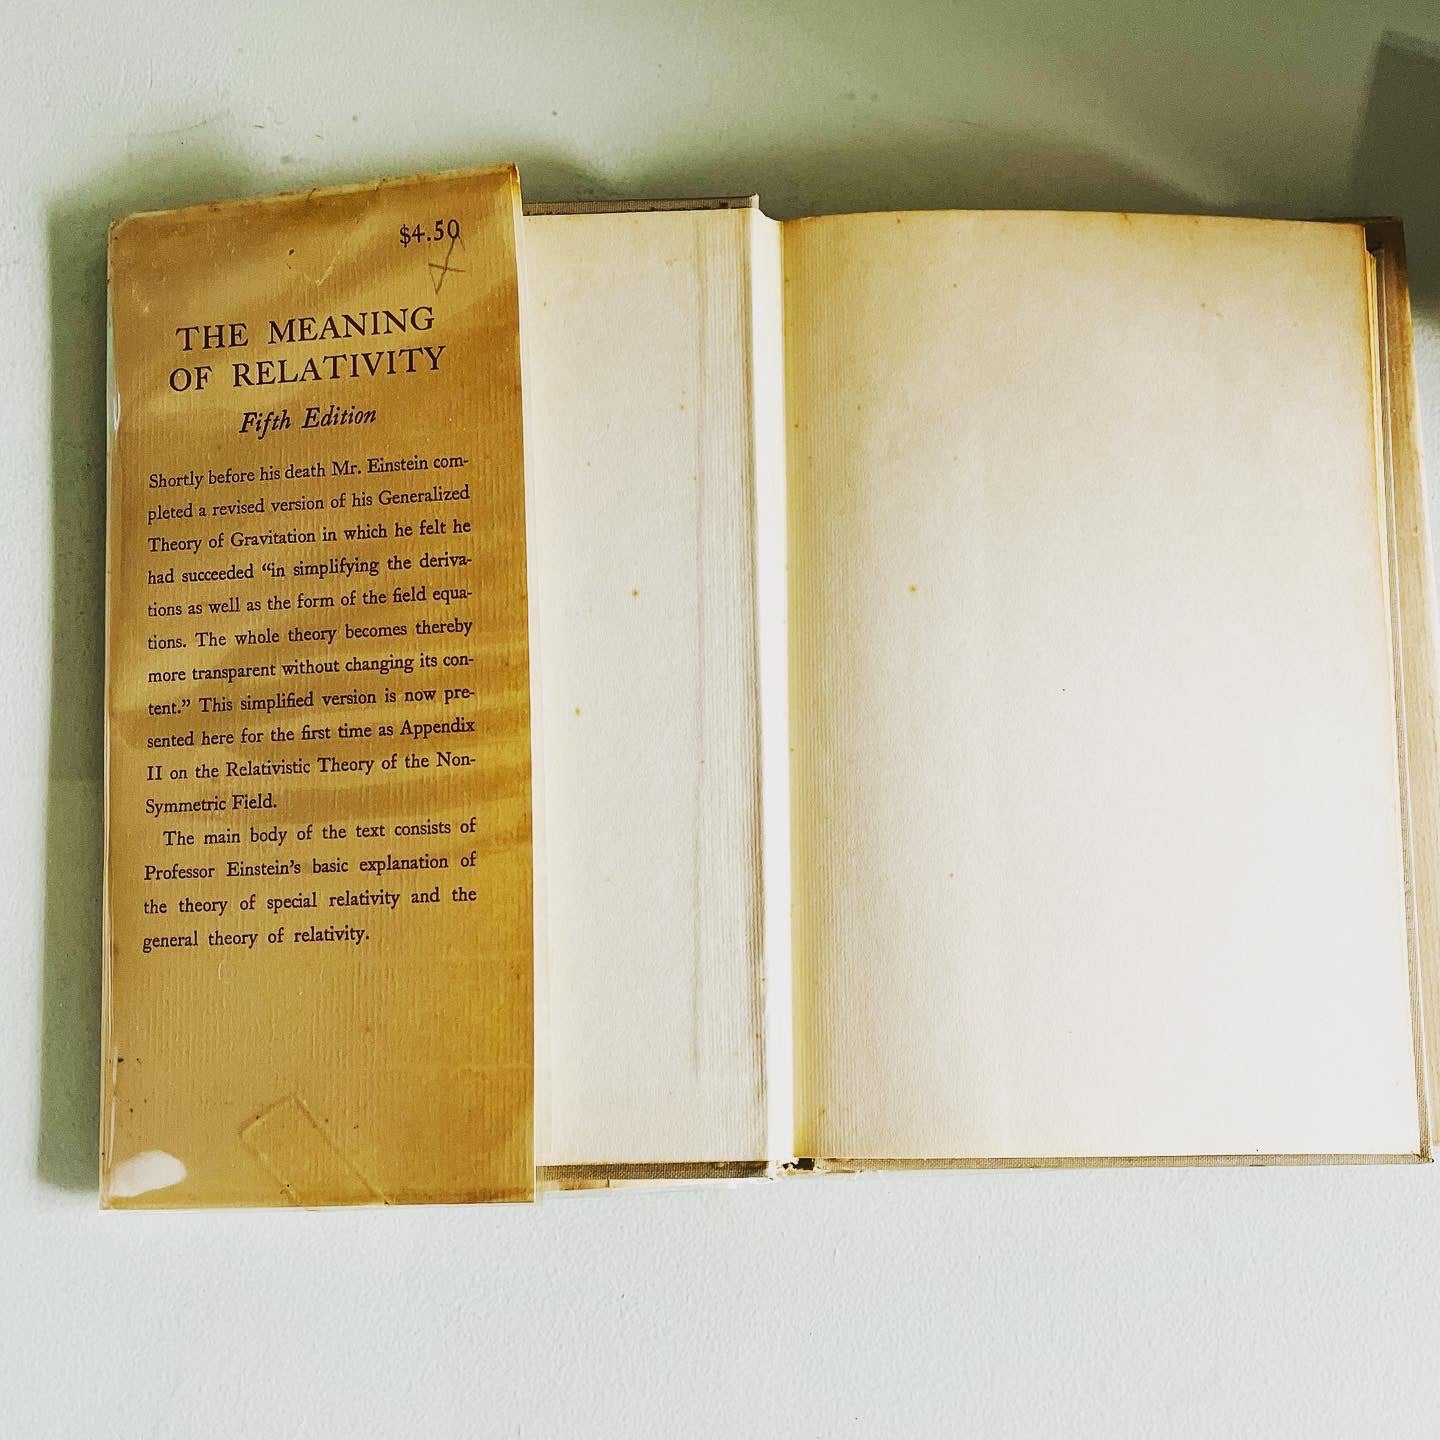 $4.50
THE MEANING
OF RELATIVITY
Fifth Edition
Shortly before his death Mr. Einstein com-
pleted a revised version of his Generalized
Theory of Gravitation in which he felt he
had succeeded “in simplifying the deriva-
tions as well as the form of the field equa-
tions. The whole theory becomes thereby
more transparent without changing its con-
tent.” This simplified version is now pre-
sented here for the first time as Appendix
II on the Relativistic Theory of the Non-
Symmetric Field.
The main body of the text consists of
Professor Einstein’s basic explanation of
the theory of special relativity and the
general theory of relativity.